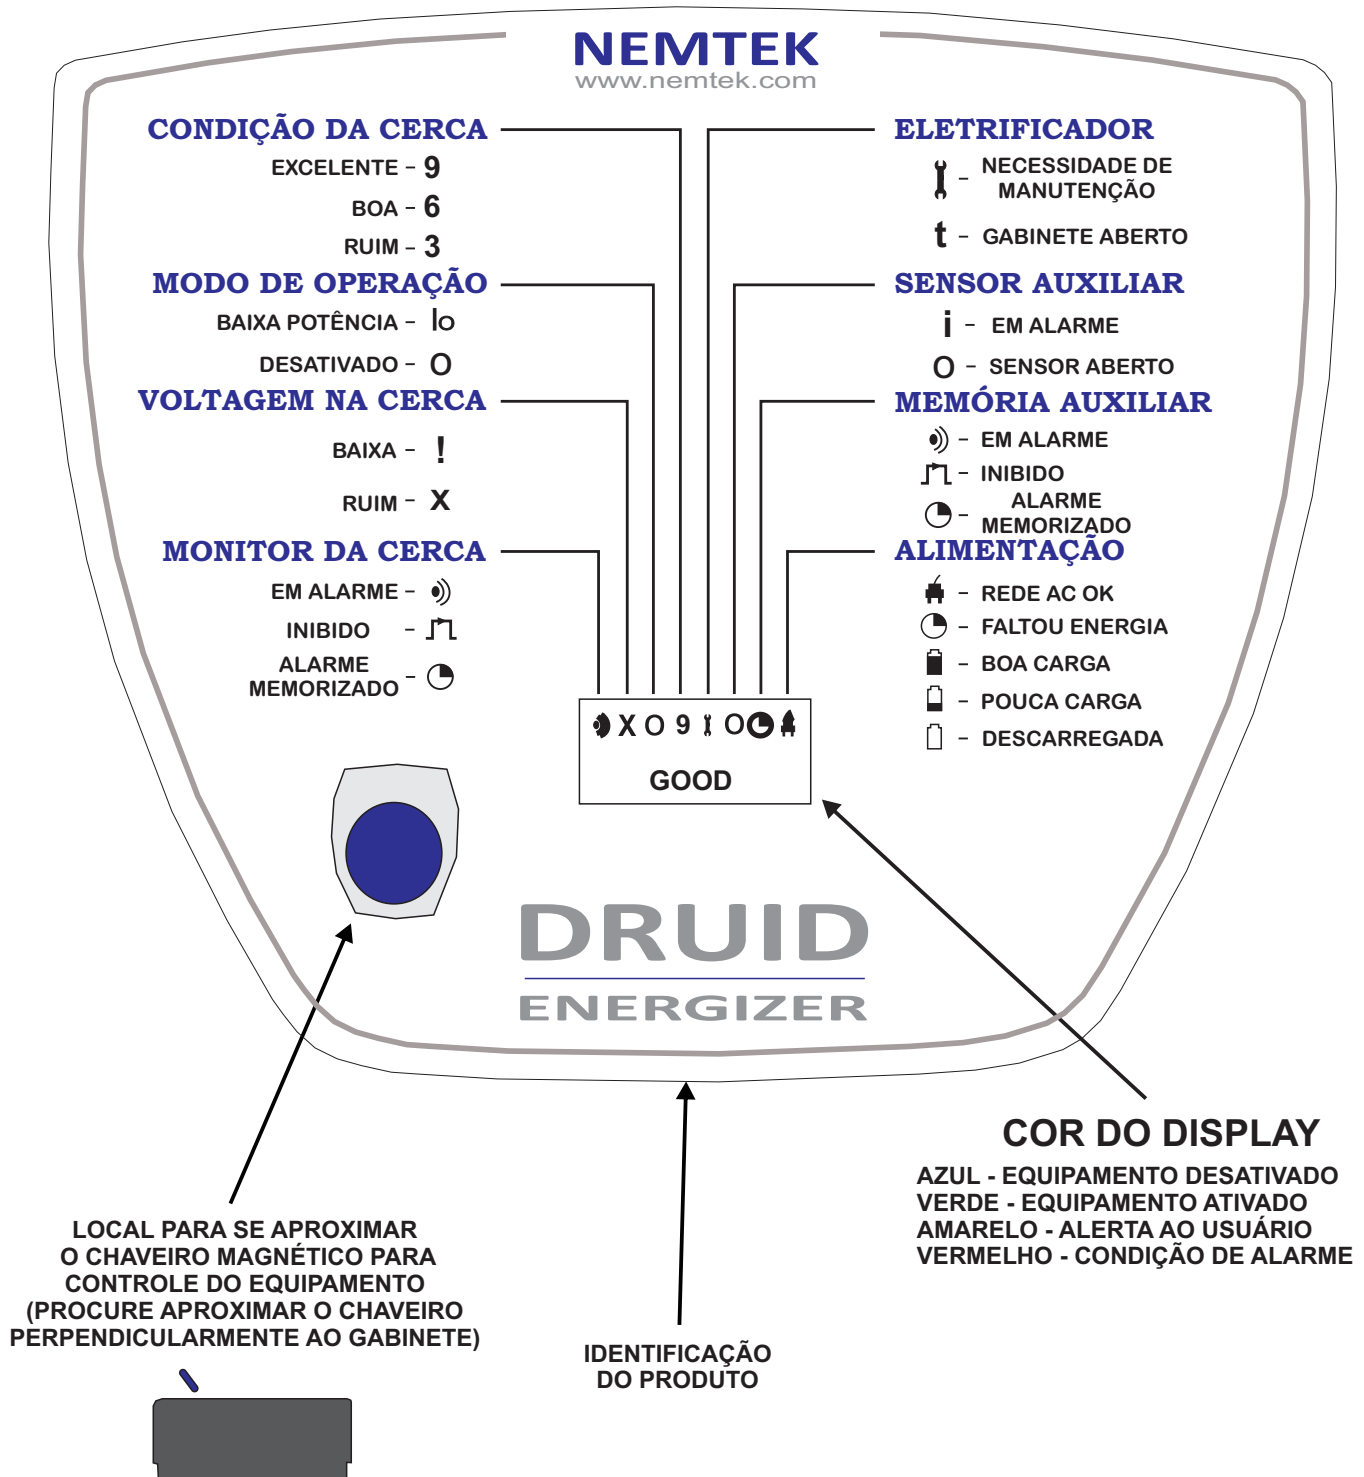 NEMTEK
www.nemtek.com
CONDIÇÃO DA CERCA
EXCELENTE - 9
BOA - 6
RUIM - 3
MODO DE OPERAÇÃO
BAIXA POTÊNCIA - lo
DESATIVADO - O
VOLTAGEM NA CERCA
BAIXA - !
RUIM - X
MONITOR DA CERCA
EM ALARME -
INIBIDO -
ALARME
MEMORIZADO -
ELETRIFICADOR
- NECESSIDADE DE
MANUTENÇÃO
t - GABINETE ABERTO
SENSOR AUXILIAR
i - EM ALARME
O - SENSOR ABERTO
MEMÓRIA AUXILIAR
- EM ALARME
- INIBIDO
- ALARME
MEMORIZADO
ALIMENTAÇÃO
- REDE AC OK
- FALTOU ENERGIA
- BOA CARGA
- POUCA CARGA
- DESCARREGADA
X O 9 O
GOOD
DRUID
ENERGIZER
COR DO DISPLAY
AZUL - EQUIPAMENTO DESATIVADO
VERDE - EQUIPAMENTO ATIVADO
AMARELO - ALERTA AO USUÁRIO
VERMELHO - CONDIÇÃO DE ALARME
LOCAL PARA SE APROXIMAR
O CHAVEIRO MAGNÉTICO PARA
CONTROLE DO EQUIPAMENTO
(PROCURE APROXIMAR O CHAVEIRO
PERPENDICULARMENTE AO GABINETE)
IDENTIFICAÇÃO
DO PRODUTO